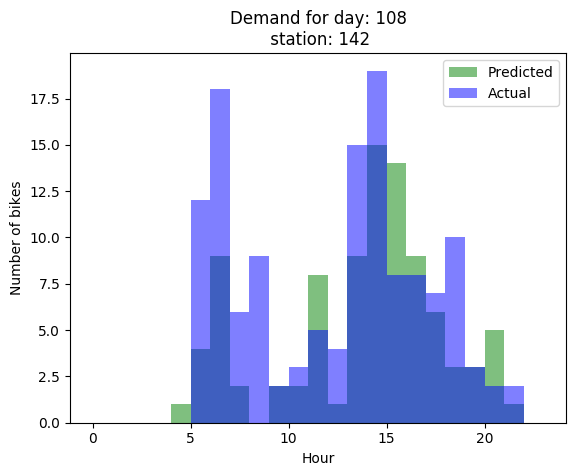 Demand for day: 108
station: 142
Predicted
Actual
Number of bikes
17.5
15.0
12.5
10.0
7.5
5.0
2.5
0.0
0
5
10
15
20
Hour